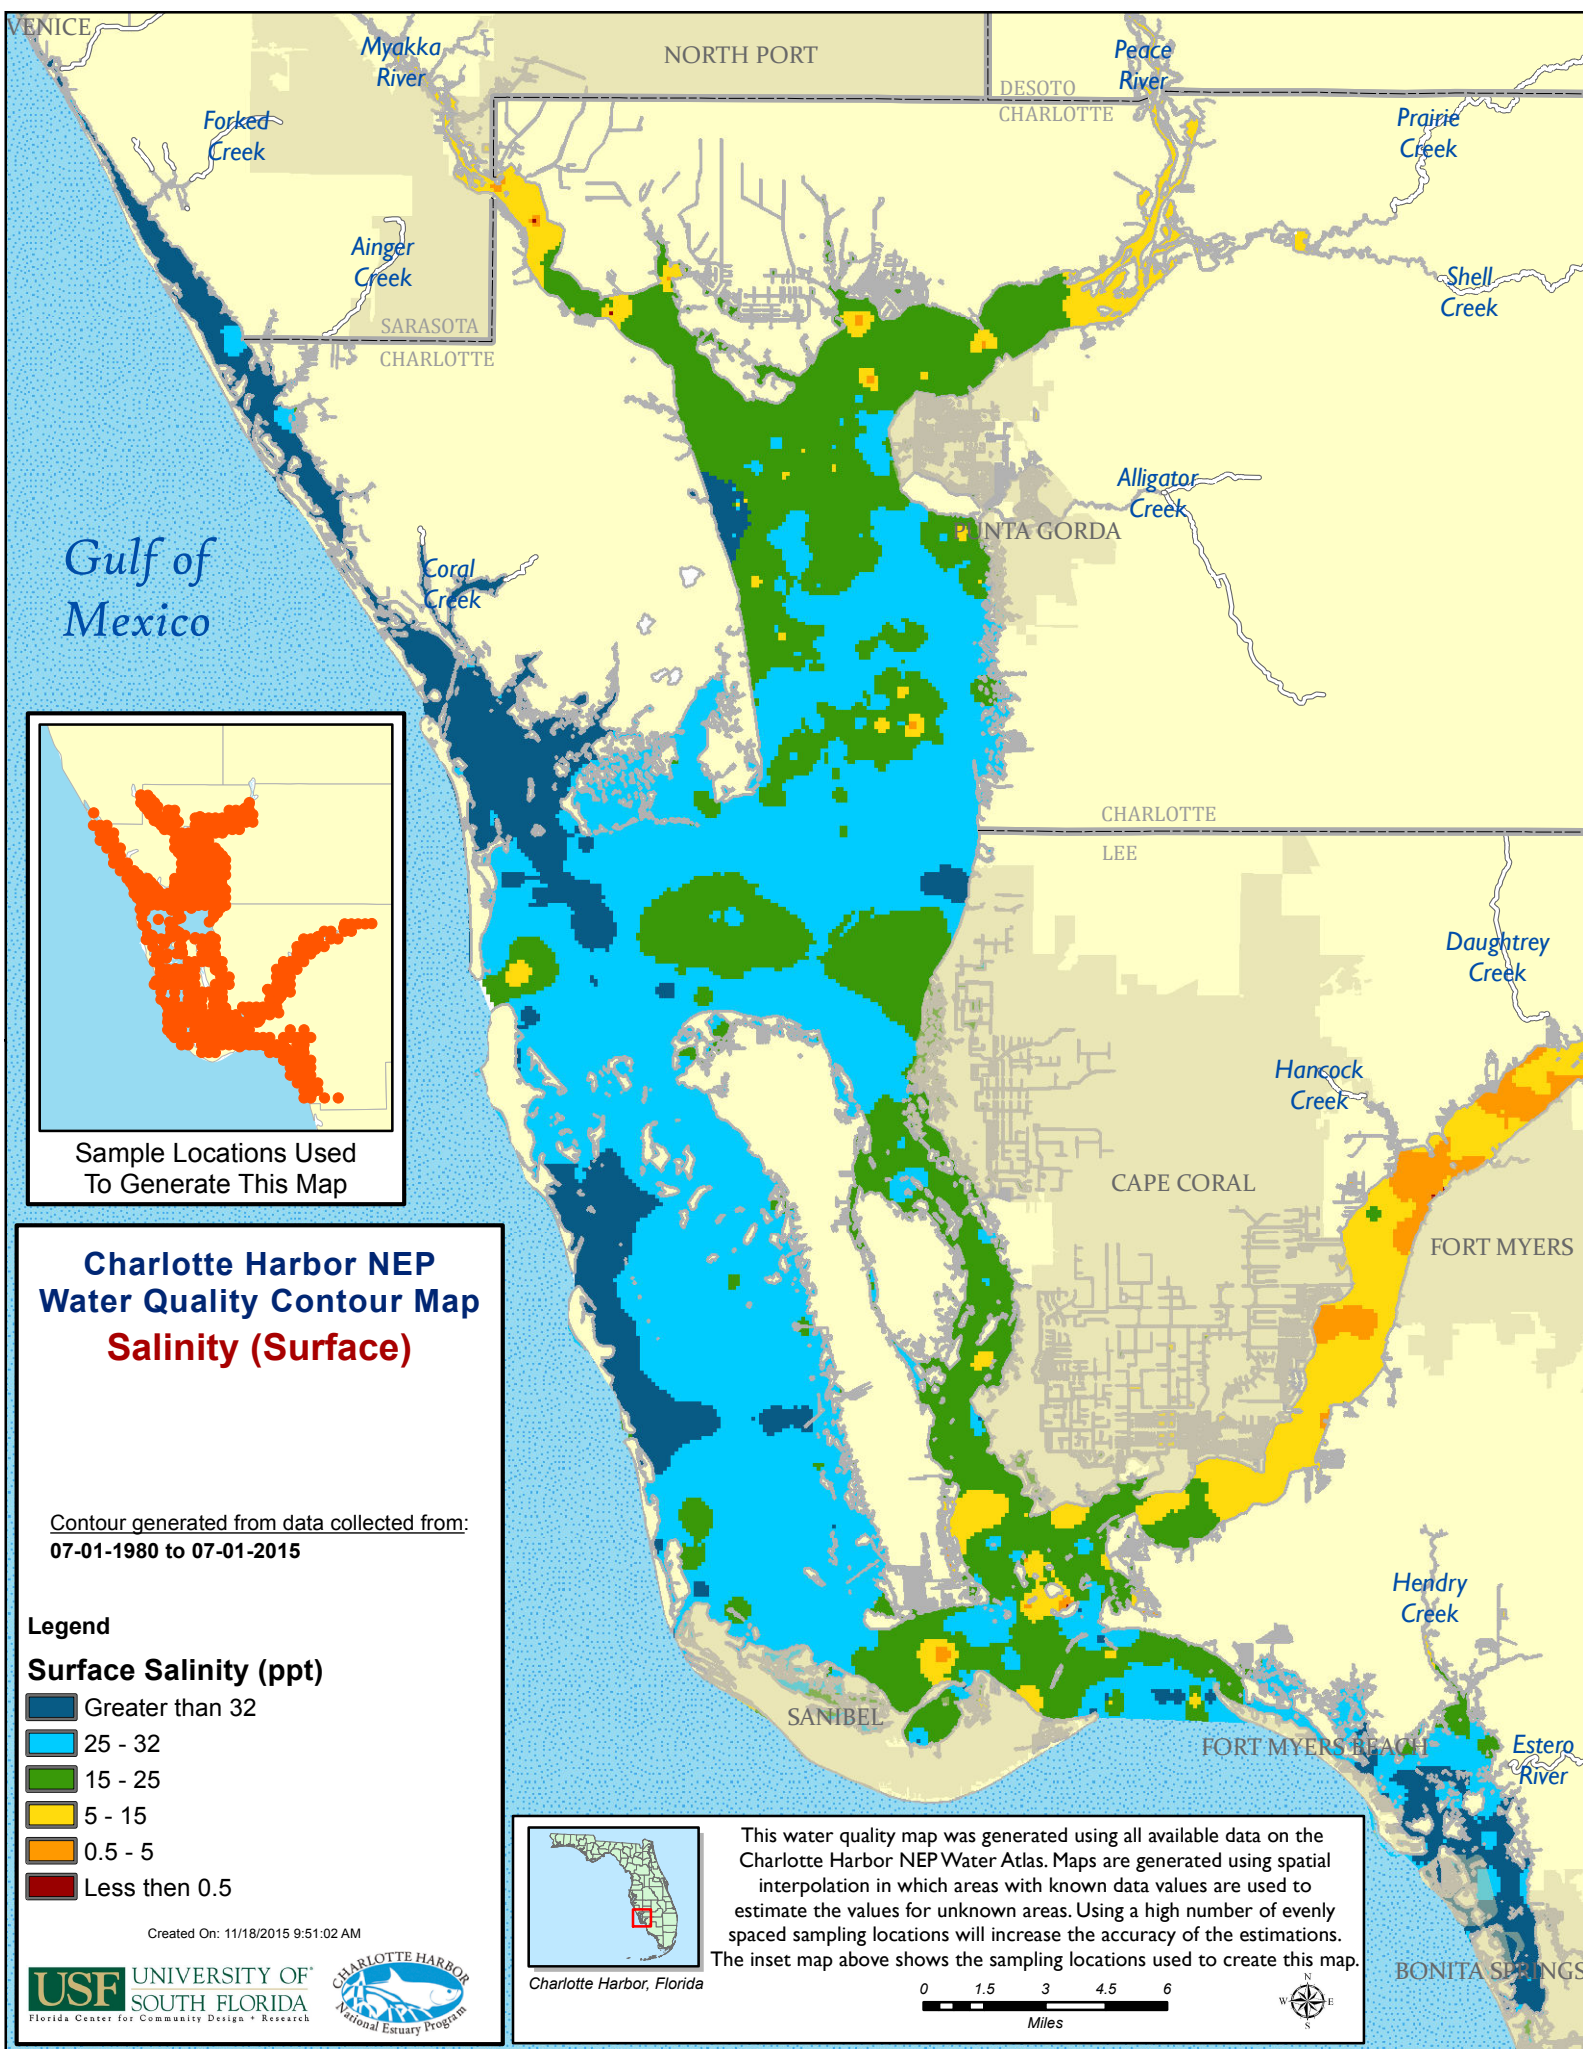 VENICE
Myakka
River
NORTH PORT
Peace
River
DESOTO
CHARLOTTE
Forked
Creek
Prairie
Creek
Ainger
Creek
Shell
Creek
SARASOTA
CHARLOTTE
Alligator
Creek
PUNTA GORDA
Gulf of
Mexico
Coral
Creek
CHARLOTTE
LEE
Daughtrey
Creek
Hancock
Creek
CAPE CORAL
FORT MYERS
Sample Locations Used
To Generate This Map
Charlotte Harbor NEP
Water Quality Contour Map
Salinity (Surface)
Contour generated from data collected from:
07-01-1980 to 07-01-2015
Legend
Surface Salinity (ppt)
Greater than 32
25 - 32
15 - 25
5 - 15
0.5 - 5
Less then 0.5
Created On: 11/18/2015 9:51:02 AM
USF UNIVERSITY OF
SOUTH FLORIDA
Florida Center for Community Design + Research
CHARLOTTE HARBOR
National Estuary Program
Hendry
Creek
SANIBEL
FORT MYERS BEACH
Estero
River
BONITA SPRINGS
Charlotte Harbor, Florida
This water quality map was generated using all available data on the
Charlotte Harbor NEP Water Atlas. Maps are generated using spatial
interpolation in which areas with known data values are used to
estimate the values for unknown areas. Using a high number of evenly
spaced sampling locations will increase the accuracy of the estimations.
The inset map above shows the sampling locations used to create this map.
0 1.5 3 4.5 6
Miles
N
W E
S